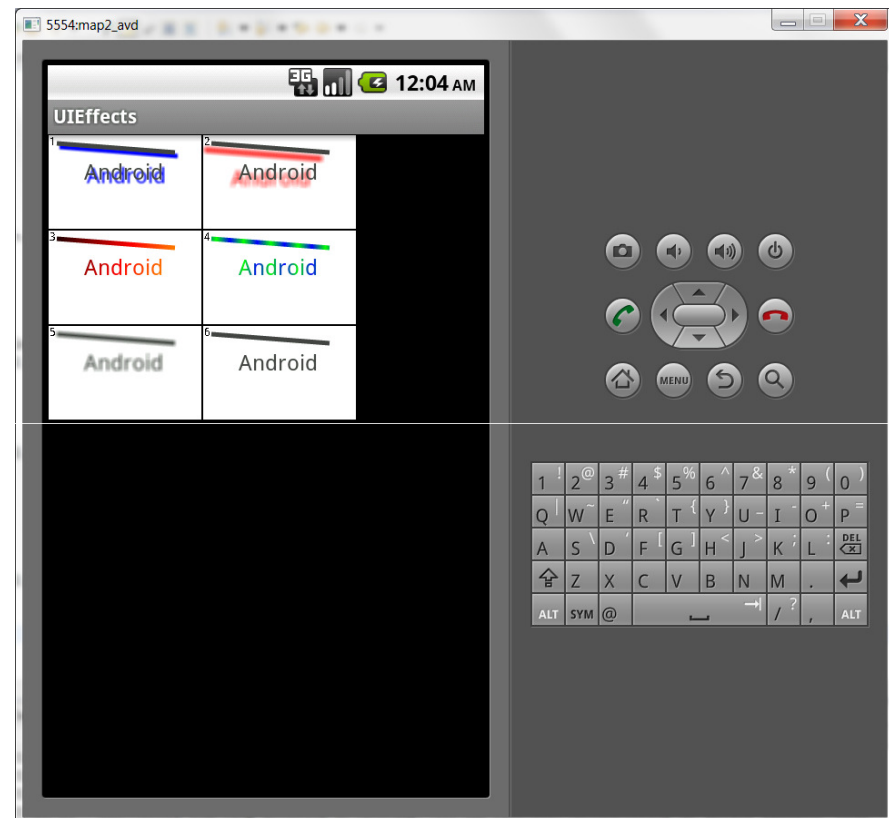 5554:map2_avd
3G 12:04 AM
UIEffects
1 Android
2 Android
3 Android
4 Android
5 Android
6 Android
MENU
1 ! 2 @ 3 # 4 $ 5 % 6 ^ 7 & 8 * 9 ( 0 )
Q | W ~ E “ R ` T { Y } U _ I - O + P =
A S \ D ‘ F [ G ] H < J > K ; L : DEL
Z X C V B N M .
ALT SYM @ / ? , ALT